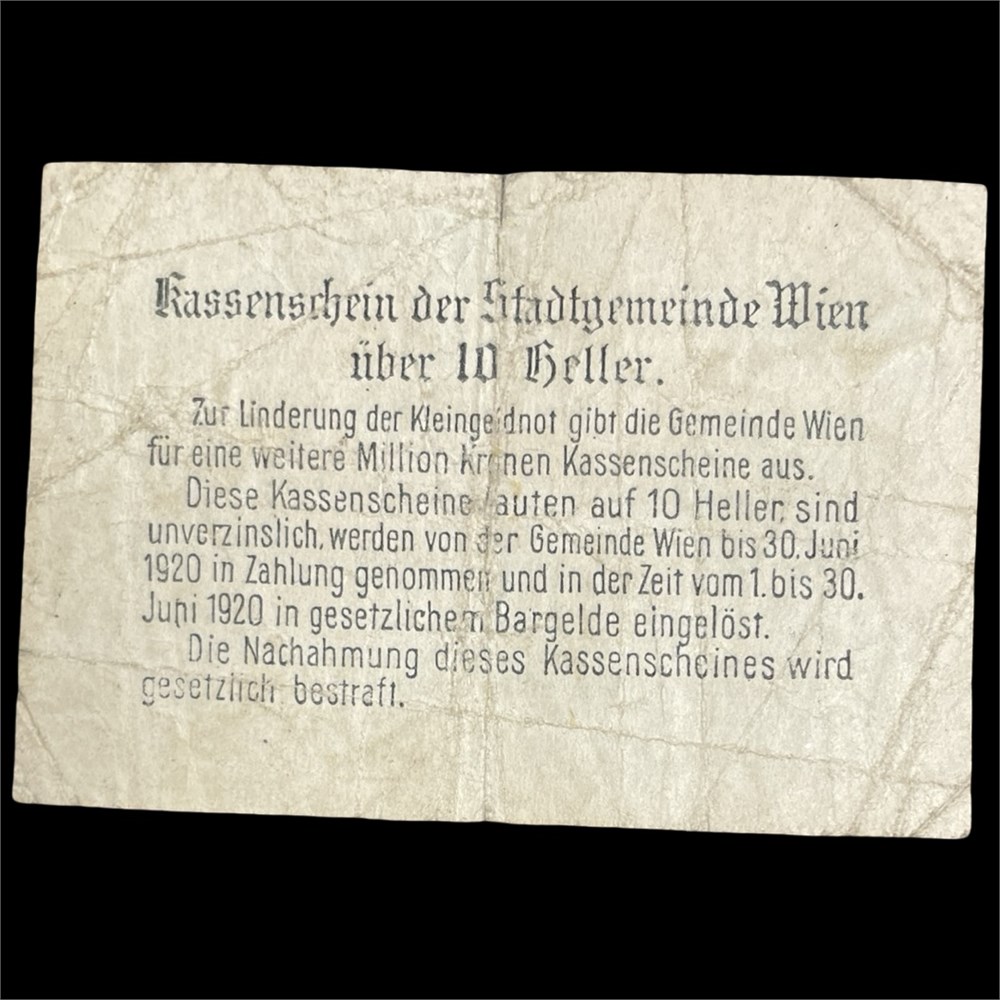 Kassenschein der Stadtgemeinde Wien
über 10 Heller.
Zur Linderung der Kleingeldnot gibt die Gemeinde Wien
für eine weitere Million Kronen Kassenscheine aus.
Diese Kassenscheine lauten auf 10 Heller, sind
unverzinslich, werden von der Gemeinde Wien bis 30. Juni
1920 in Zahlung genommen und in der Zeit vom 1. bis 30.
Juni 1920 in gesetzlichem Bargelde eingelöst.
Die Nachahmung dieses Kassenscheines wird
gesetzlich bestraft.